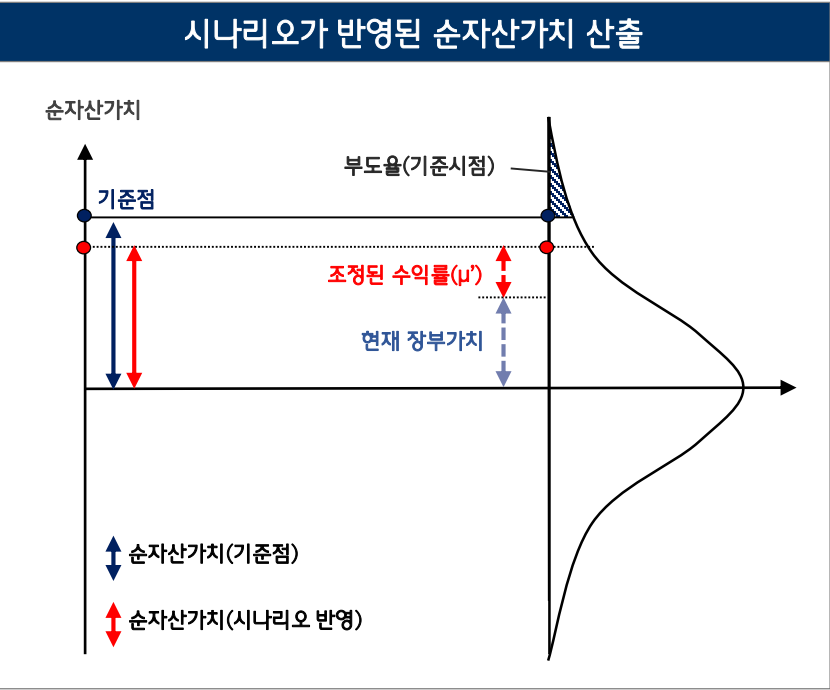 시나리오가 반영된 순자산가치 산출
순자산가치
부도율(기준시점)
기준점
조정된 수익률(μ')
현재 장부가치
순자산가치(기준점)
순자산가치(시나리오 반영)